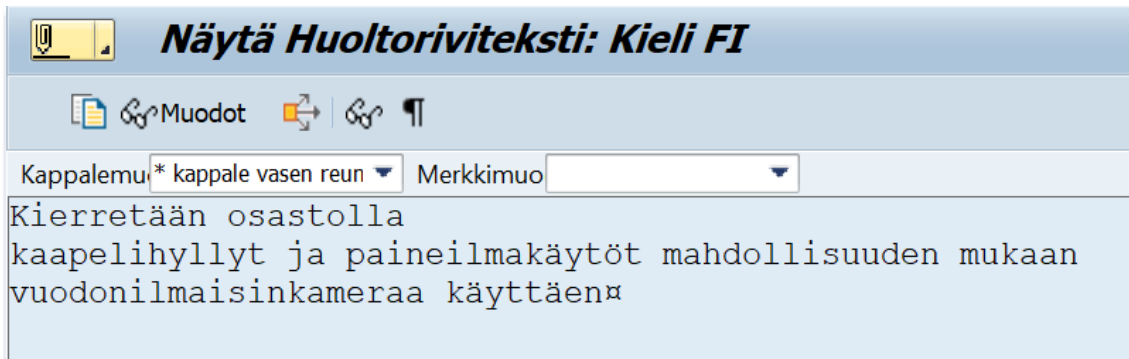 Näytä Huoltoriviteksti: Kieli FI
Muodot
Kappalemu * kappale vasen reun Merkkimuo
Kierretään osastolla
kaapelihyllyt ja paineilmakäytöt mahdollisuuden mukaan
vuodonilmaisinkameraa käyttäen¤